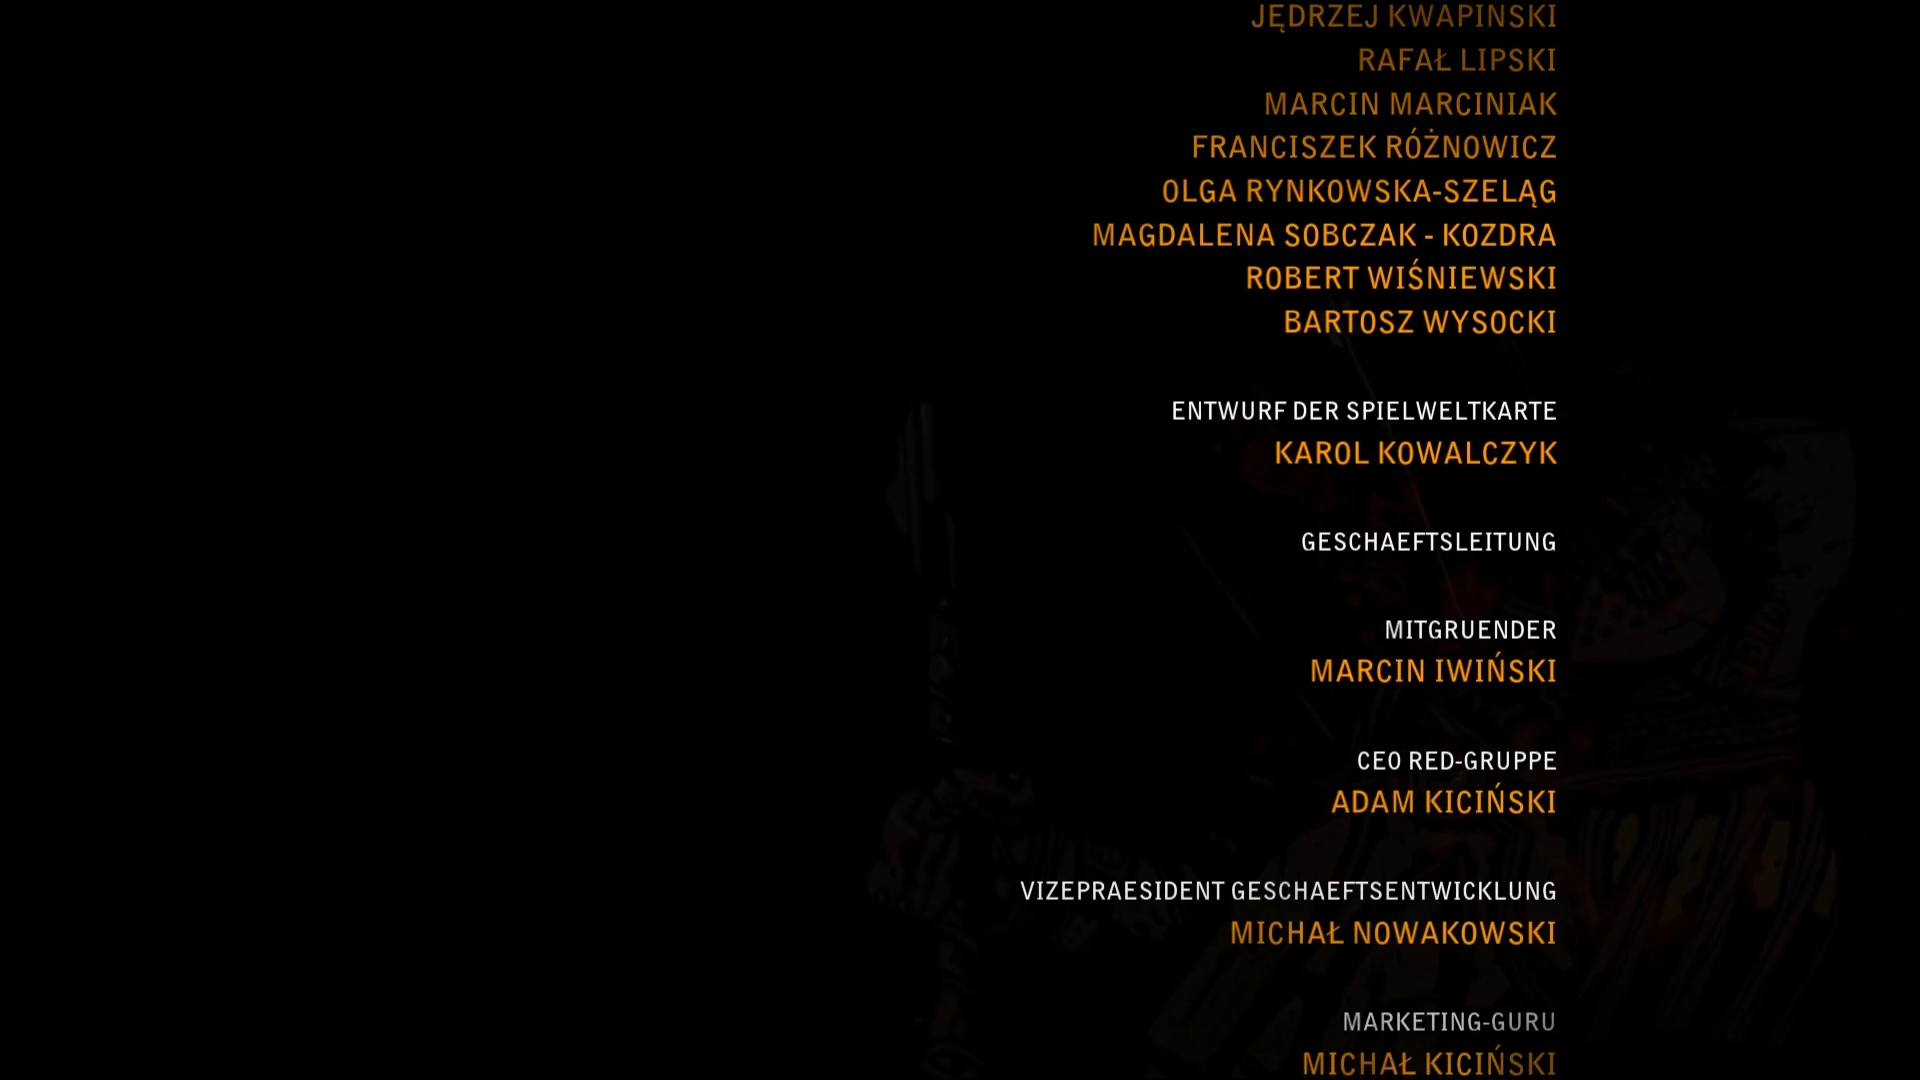 JĘDRZEJ KWAPIŃSKI
RAFAŁ LIPSKI
MARCIN MARCINIAK
FRANCISZEK RÓŻNOWICZ
OLGA RYNKOWSKA-SZELĄG
MAGDALENA SOBCZAK - KOZDRA
ROBERT WIŚNIEWSKI
BARTOSZ WYSOCKI
ENTWURF DER SPIELWELTKARTE
KAROL KOWALCZYK
GESCHAEFTSLEITUNG
MITGRUENDER
MARCIN IWIŃSKI
CEO RED-GRUPPE
ADAM KICIŃSKI
VIZEPRAESIDENT GESCHAEFTSENTWICKLUNG
MICHAŁ NOWAKOWSKI
MARKETING-GURU
MICHAŁ KICIŃSKI